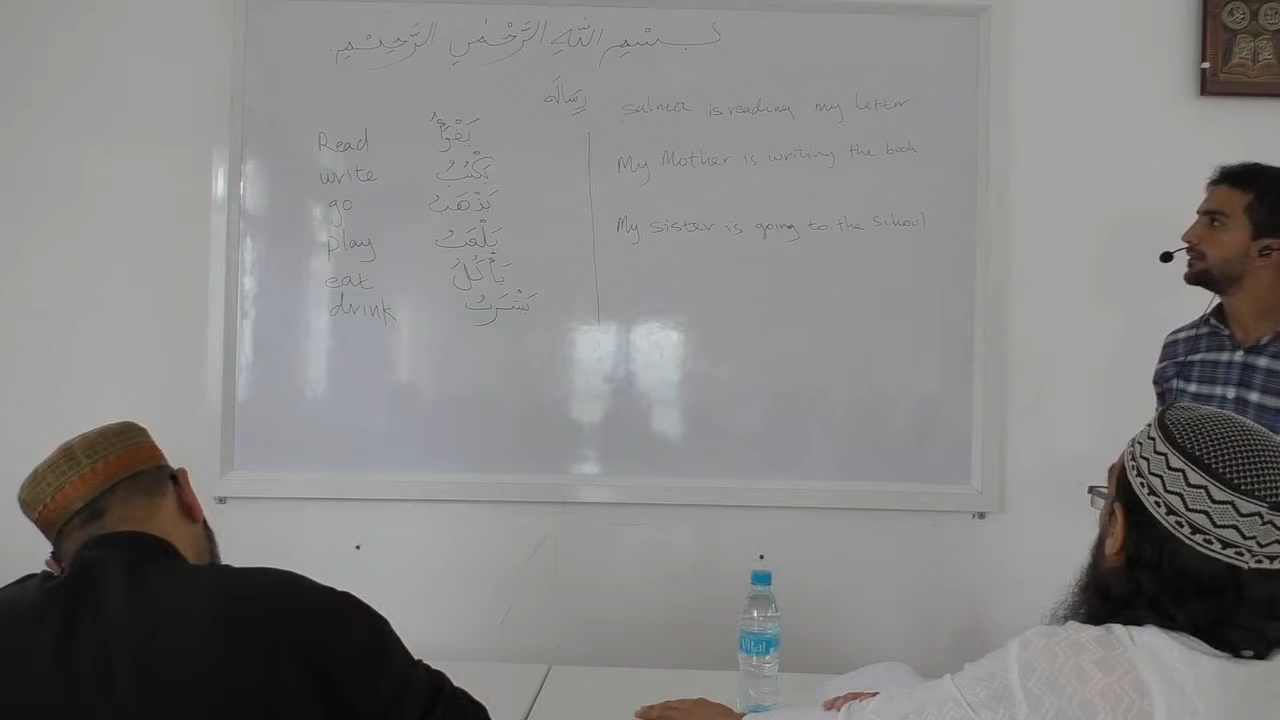 بِسْمِ اللّٰهِ الرَّحْمٰنِ الرَّحِيْمِ
رِسَالَه
Read يَقْرَأُ
write يَكْتُبُ
go يَذْهَبُ
play يَلْعَبُ
eat يَأْكُلُ
drink يَشْرَبُ
Salma is reading my letter
My Mother is writing the book
My sister is going to the School
Vital